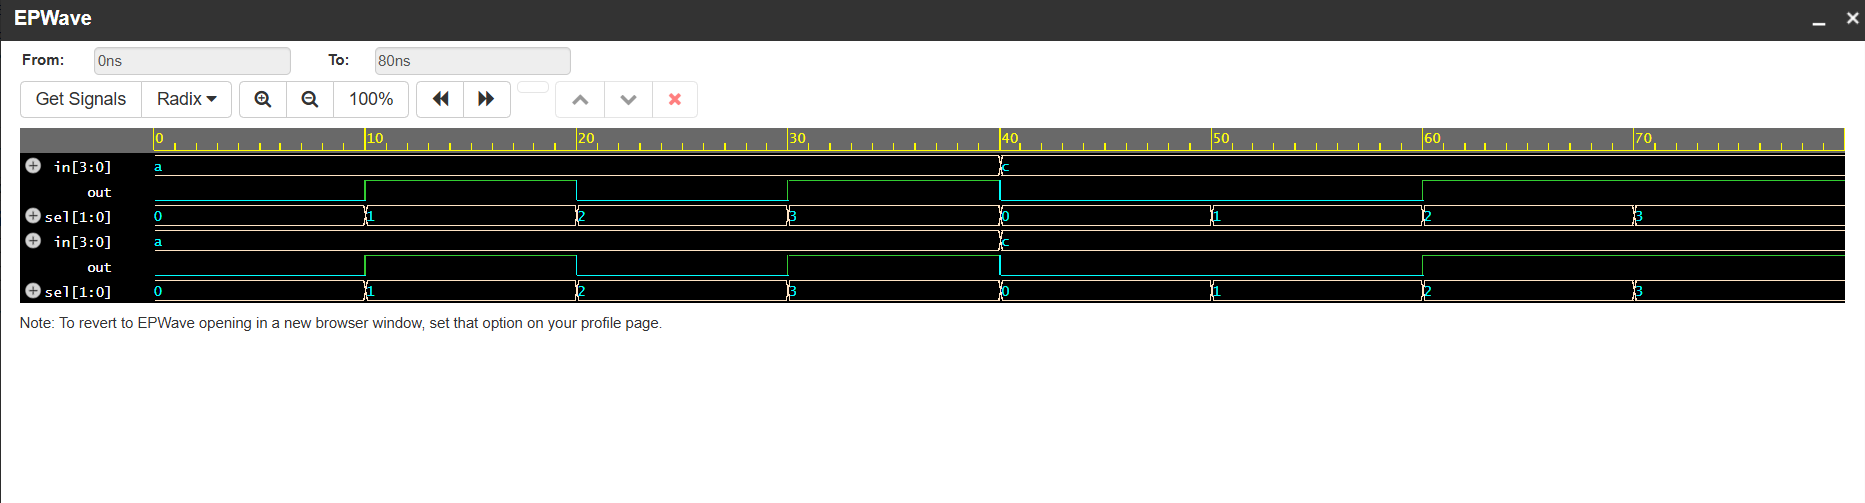 EPWave
From: 0ns To: 80ns
Get Signals Radix 100%
0 10 20 30 40 50 60 70
in[3:0] a c
out
sel[1:0] 0 1 2 3 0 1 2 3
in[3:0] a c
out
sel[1:0] 0 1 2 3 0 1 2 3
Note: To revert to EPWave opening in a new browser window, set that option on your profile page.